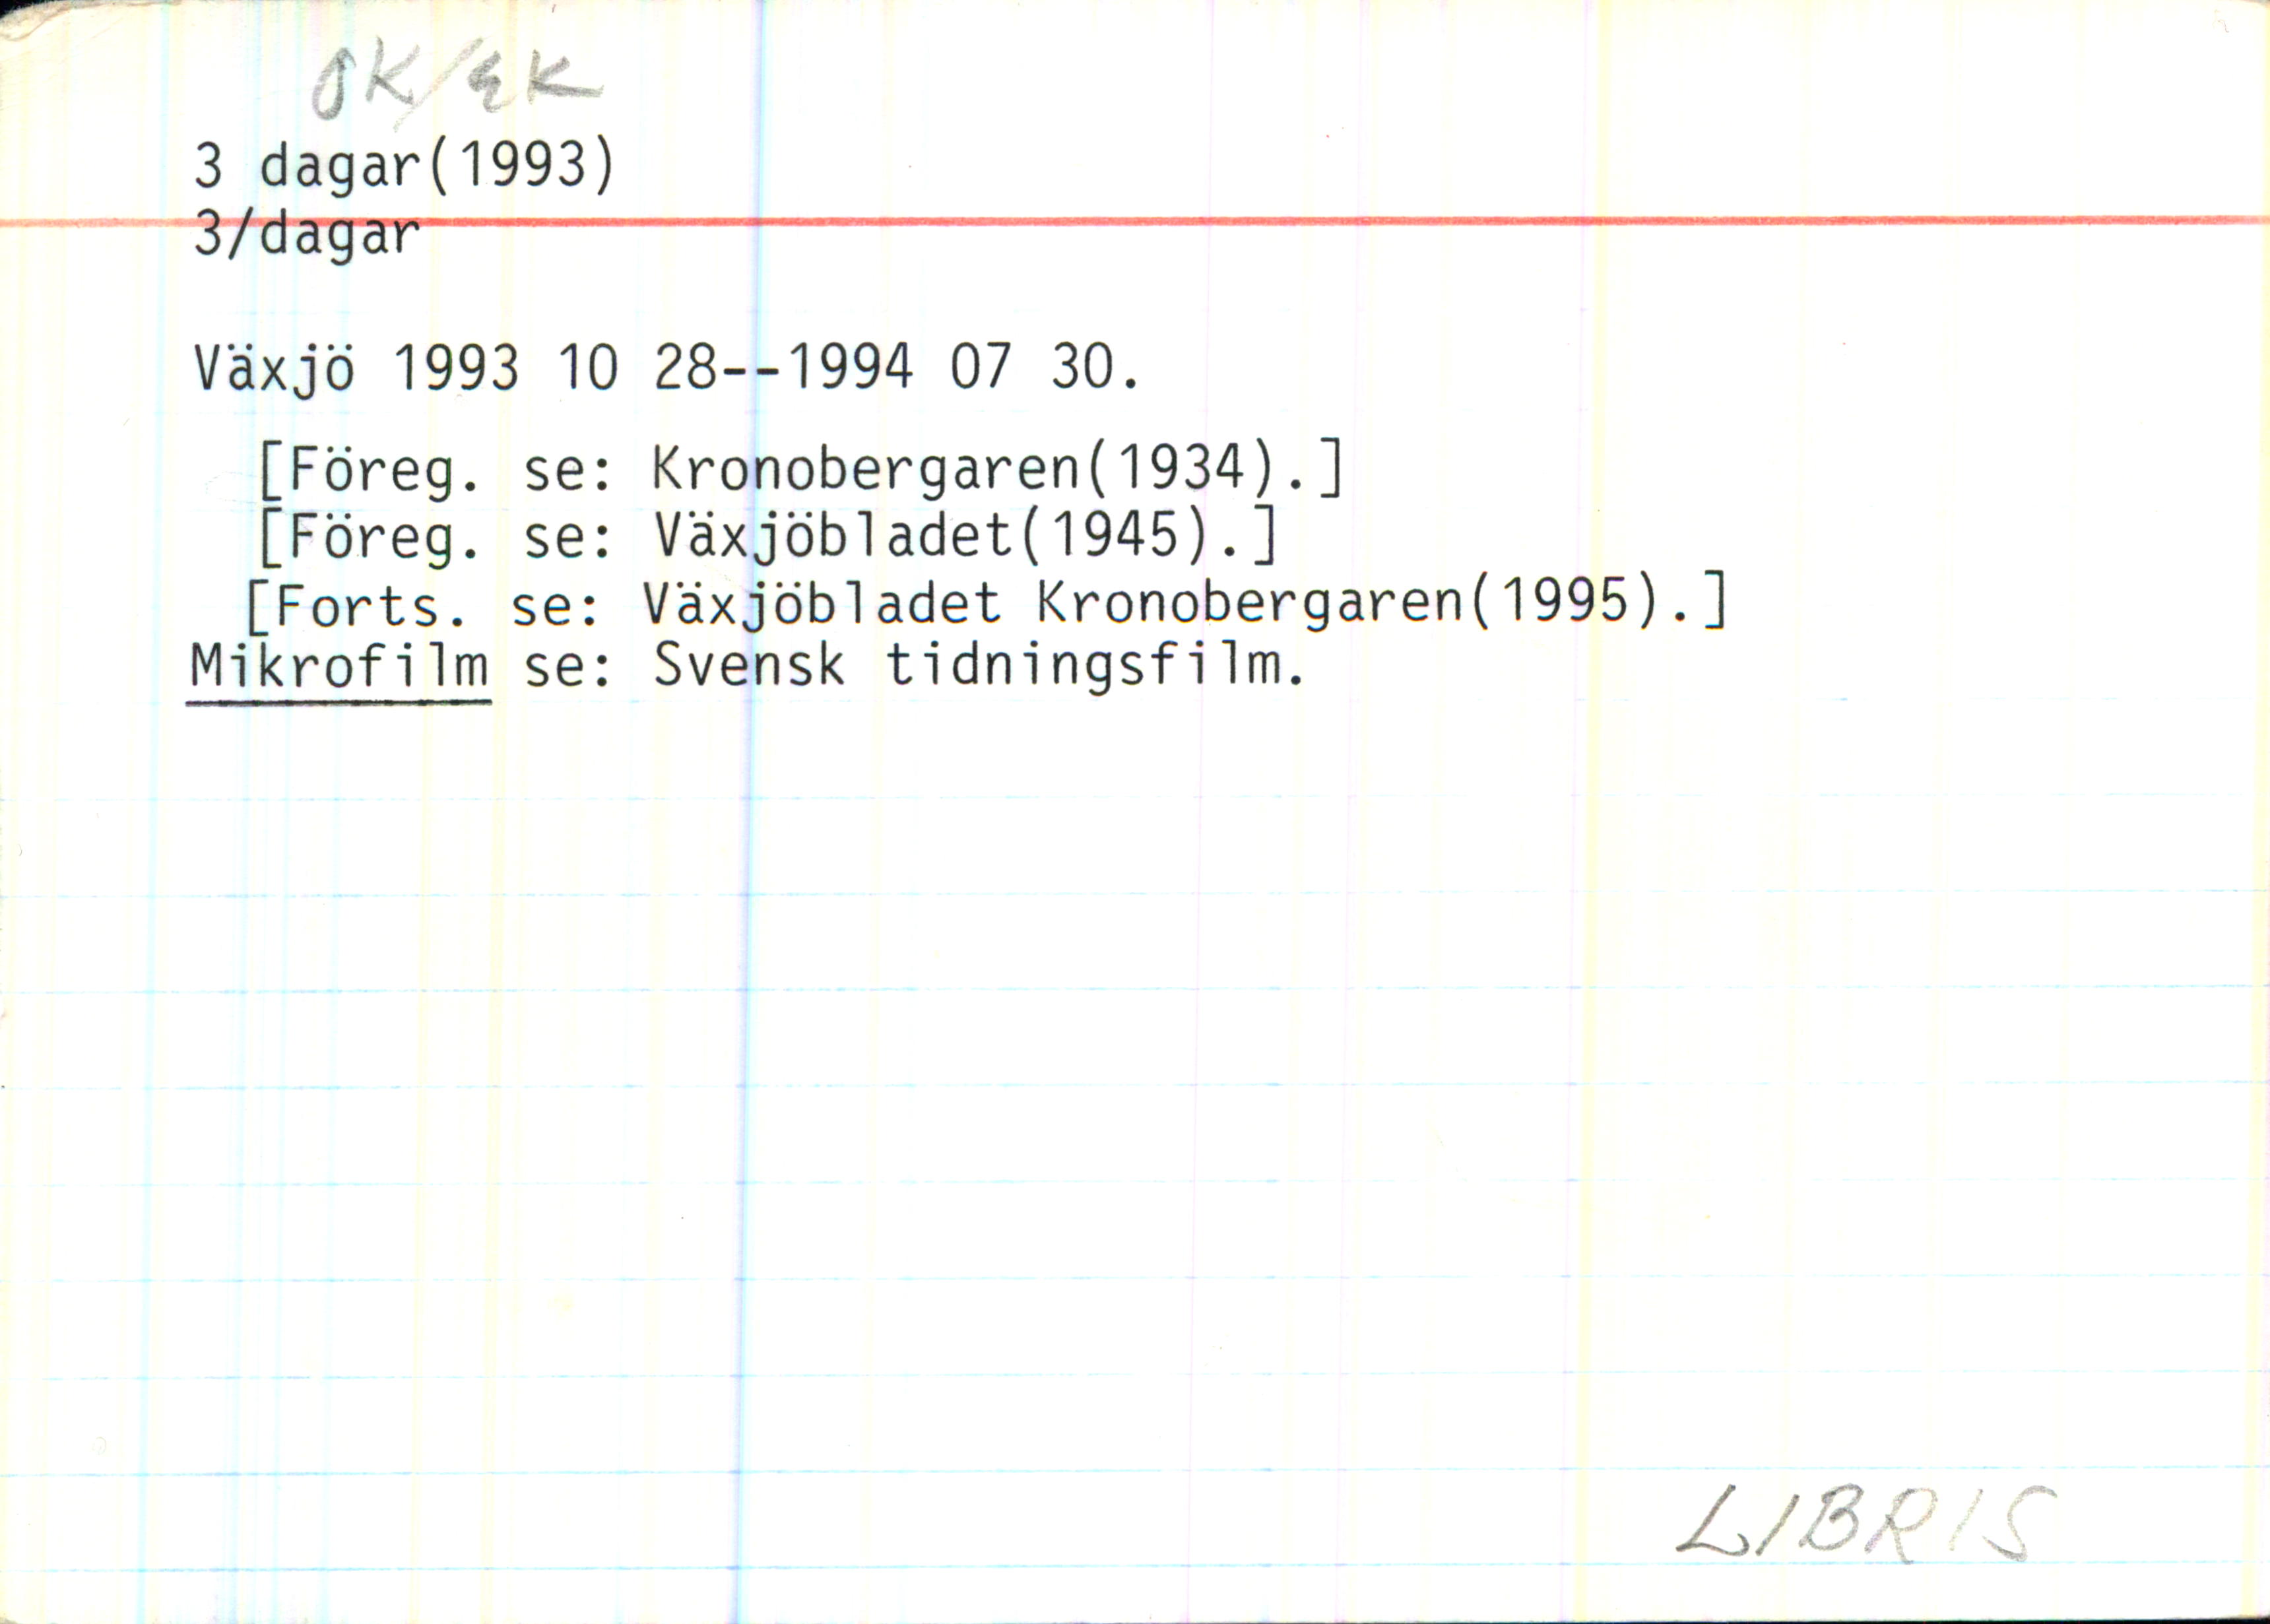 OK/EK
3 dagar(1993)
3/dagar
Växjö 1993 10 28--1994 07 30.
[Föreg. se: Kronobergaren(1934).]
[Föreg. se: Växjöbladet(1945).]
[Forts. se: Växjöbladet Kronobergaren(1995).]
Mikrofilm se: Svensk tidningsfilm.
LIBRIS